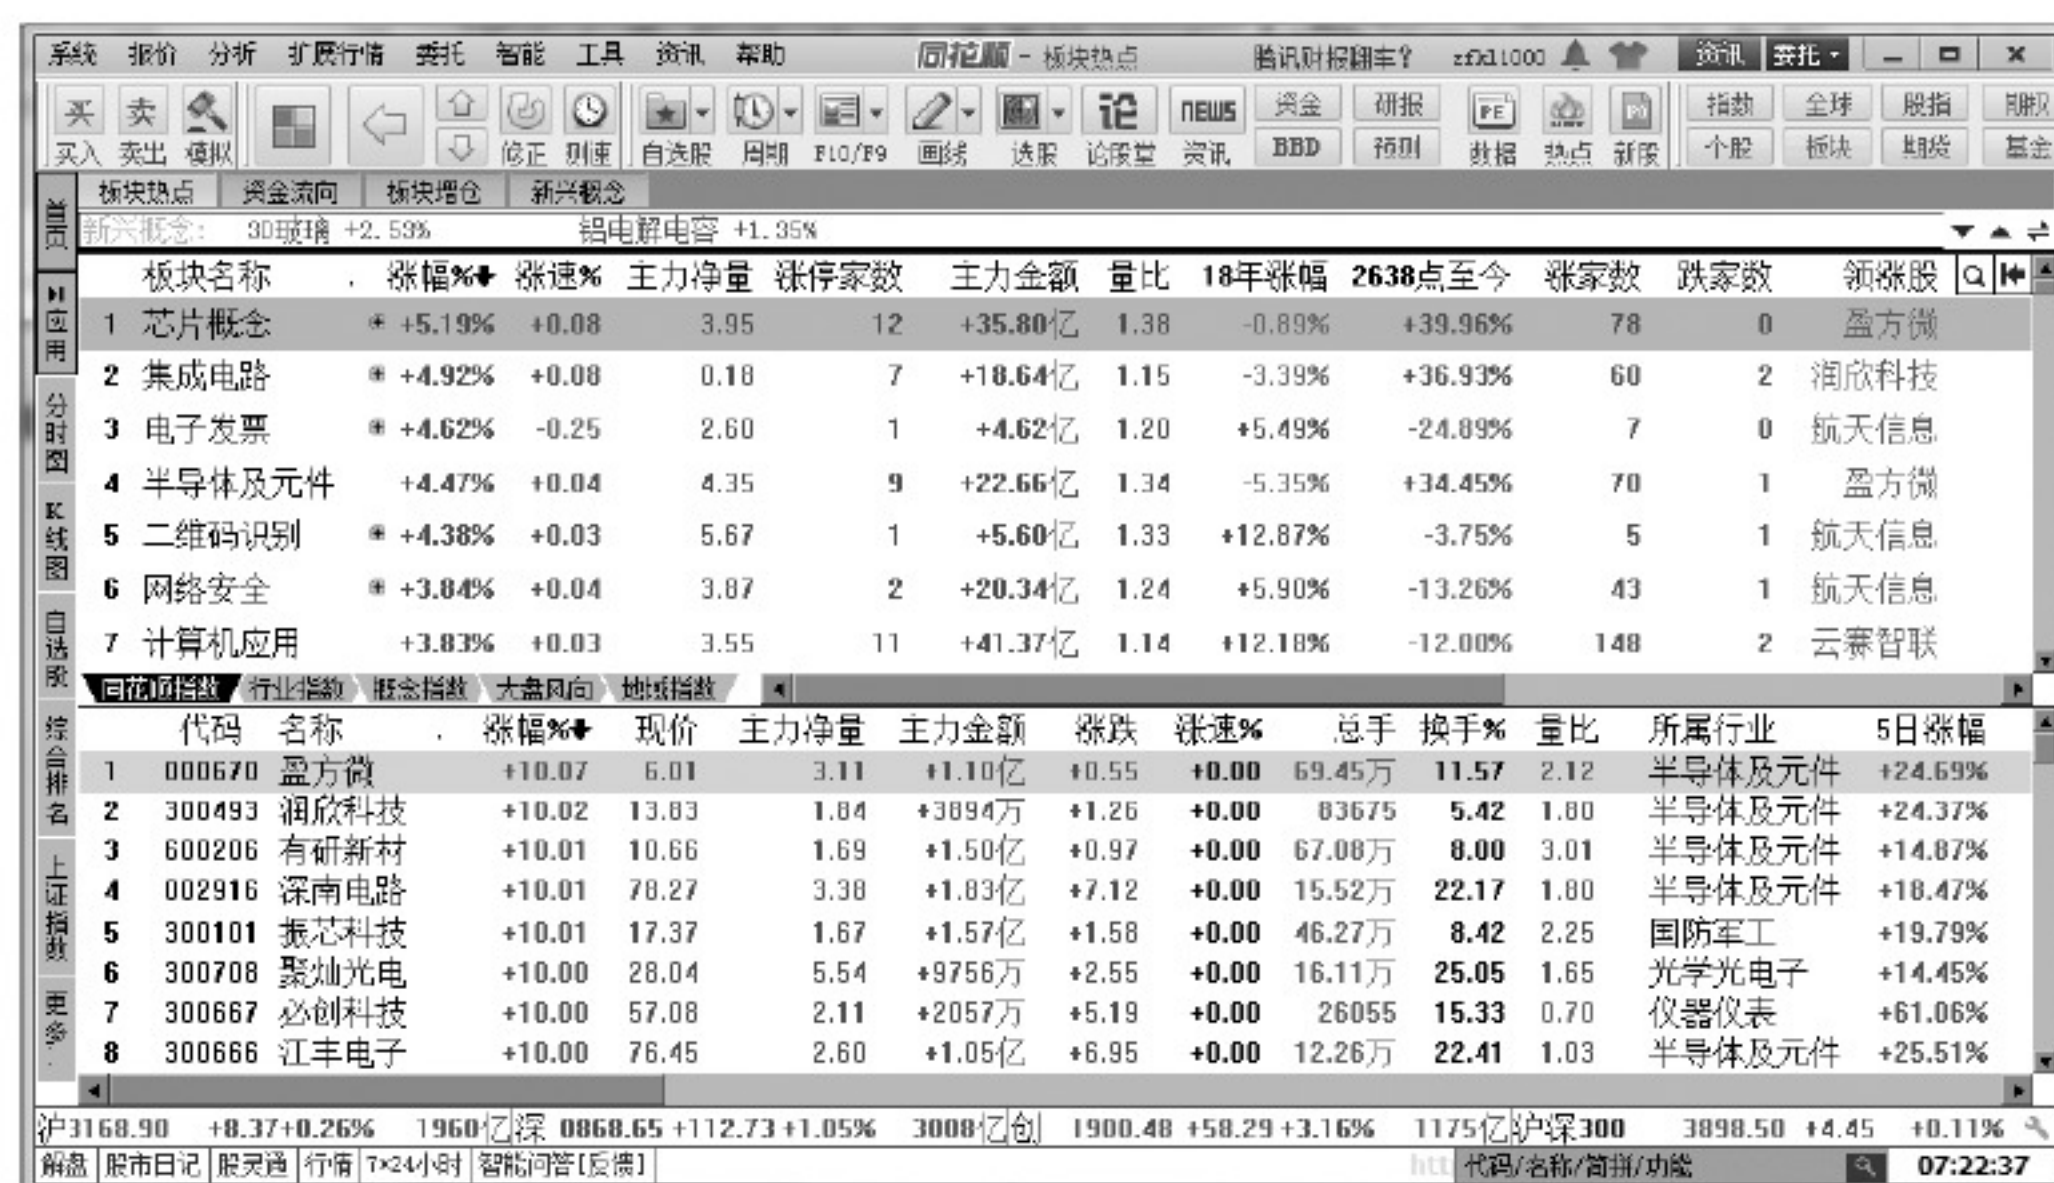 系统 报价 分析 扩展行情 委托 智能 工具 资讯 帮助 同花顺 - 板块热点 腾讯财报翻车? zfxl1000 资讯 委托
买 卖 论 NEWS 资金 研报 PE 指数 全球 股指 期权
买入 卖出 模拟 修正 测速 自选股 周期 F10/F9 画线 选股 论股堂 资讯 BBD 预测 数据 热点 新股 个股 板块 期货 基金
板块热点 资金流向 板块增仓 新兴概念
新兴概念: 3D玻璃 +2.53% 铝电解电容 +1.35%
板块名称 涨幅% 涨速% 主力净量 涨停家数 主力金额 量比 18年涨幅 2638点至今 涨家数 跌家数 领涨股
1 芯片概念 +5.19% +0.08 3.95 12 +35.80亿 1.38 -0.89% +39.96% 78 0 盈方微
2 集成电路 +4.92% +0.08 0.18 7 +18.64亿 1.15 -3.39% +36.93% 60 2 润欣科技
3 电子发票 +4.62% -0.25 2.60 1 +4.62亿 1.20 +5.49% -24.89% 7 0 航天信息
4 半导体及元件 +4.47% +0.04 4.35 9 +22.66亿 1.34 -5.35% +34.45% 70 1 盈方微
5 二维码识别 +4.38% +0.03 5.67 1 +5.60亿 1.33 +12.87% -3.75% 5 1 航天信息
6 网络安全 +3.84% +0.04 3.87 2 +20.34亿 1.24 +5.90% -13.26% 43 1 航天信息
7 计算机应用 +3.83% +0.03 3.55 11 +41.37亿 1.14 +12.18% -12.00% 148 2 云赛智联
同花顺指数 行业指数 概念指数 大盘风向 地域指数
代码 名称 涨幅% 现价 主力净量 主力金额 涨跌 涨速% 总手 换手% 量比 所属行业 5日涨幅
1 000670 盈方微 +10.07 6.01 3.11 +1.10亿 +0.55 +0.00 69.45万 11.57 2.12 半导体及元件 +24.69%
2 300493 润欣科技 +10.02 13.83 1.84 +3894万 +1.26 +0.00 83675 5.42 1.80 半导体及元件 +24.37%
3 600206 有研新材 +10.01 10.66 1.69 +1.50亿 +0.97 +0.00 67.08万 8.00 3.01 半导体及元件 +14.87%
4 002916 深南电路 +10.01 78.27 3.38 +1.83亿 +7.12 +0.00 15.52万 22.17 1.80 半导体及元件 +18.47%
5 300101 振芯科技 +10.01 17.37 1.67 +1.57亿 +1.58 +0.00 46.27万 8.42 2.25 国防军工 +19.79%
6 300708 聚灿光电 +10.00 28.04 5.54 +9756万 +2.55 +0.00 16.11万 25.05 1.65 光学光电子 +14.45%
7 300667 必创科技 +10.00 57.08 2.11 +2057万 +5.19 +0.00 26055 15.33 0.70 仪器仪表 +61.06%
8 300666 江丰电子 +10.00 76.45 2.60 +1.05亿 +6.95 +0.00 12.26万 22.41 1.03 半导体及元件 +25.51%
首页
应用
分时图
K线图
自选股
综合排名
上证指数
更多
沪3168.90 +8.37+0.26% 1960亿 深 0868.65 +112.73 +1.05% 3008亿 创 1900.48 +58.29 +3.16% 1175亿 沪深300 3898.50 +4.45 +0.11%
解盘 股市日记 股灵通 行情 7×24小时 智能问答[反馈] 代码/名称/简拼/功能 07:22:37